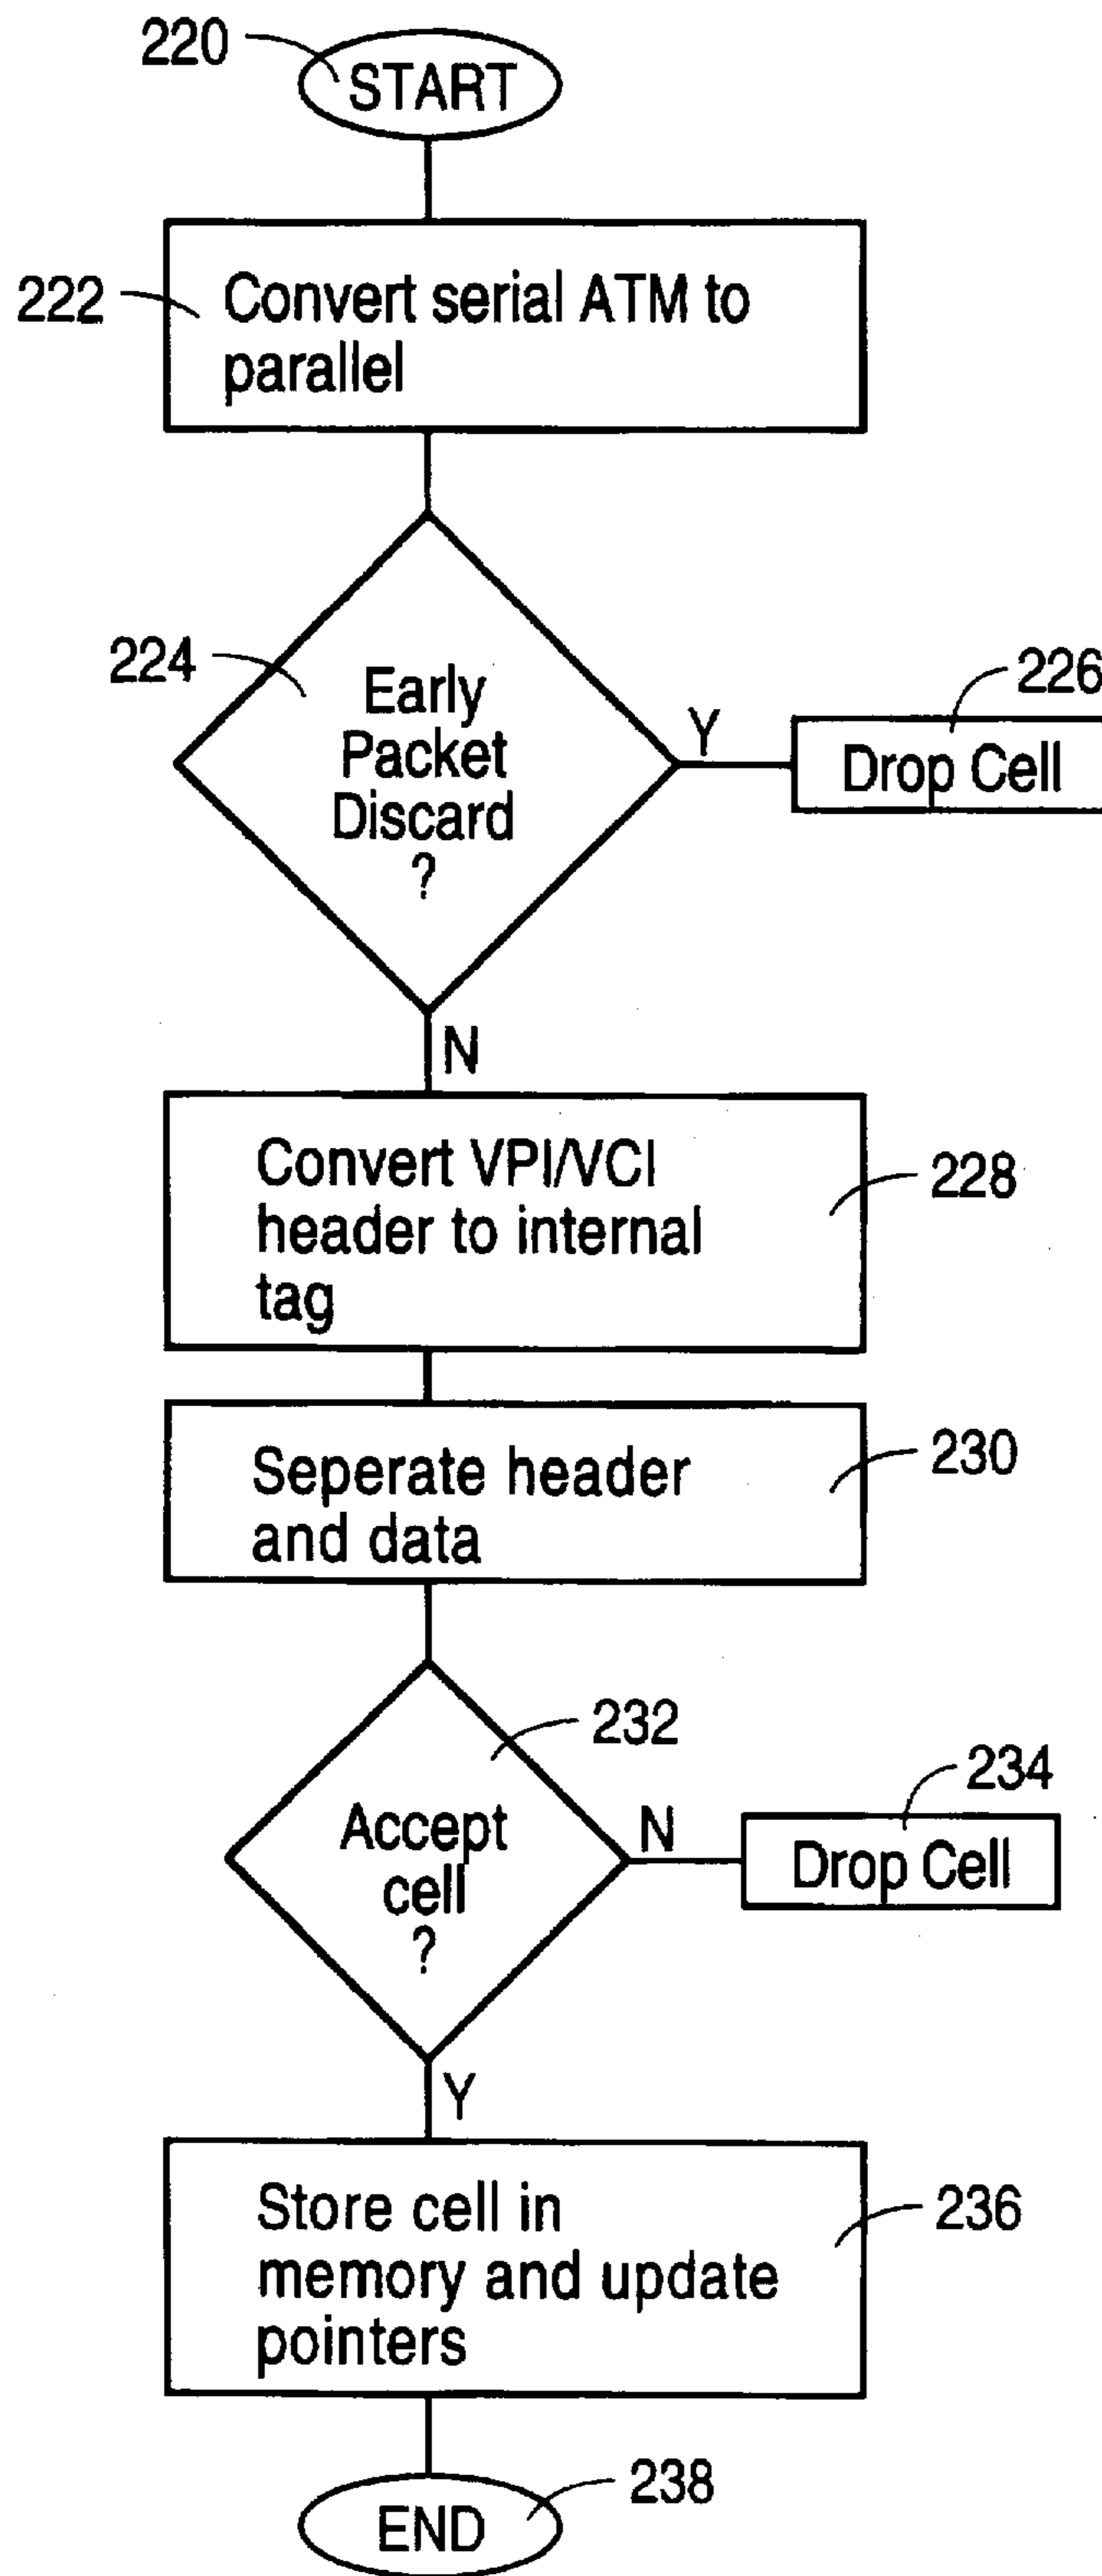 220
START
222
Convert serial ATM to
parallel
224
Early
Packet
Discard
?
Y
226
Drop Cell
N
Convert VPI/VCI
header to internal
tag
228
Seperate header
and data
230
232
Accept
cell
?
N
234
Drop Cell
Y
Store cell in
memory and update
pointers
236
END
238